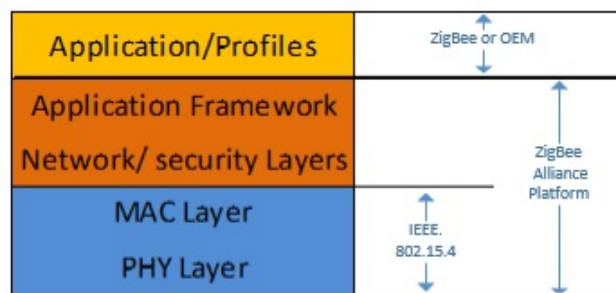 Application/Profiles
ZigBee or OEM
Application Framework
Network/ security Layers
ZigBee
Alliance
Platform
MAC Layer
PHY Layer
IEEE.
802.15.4